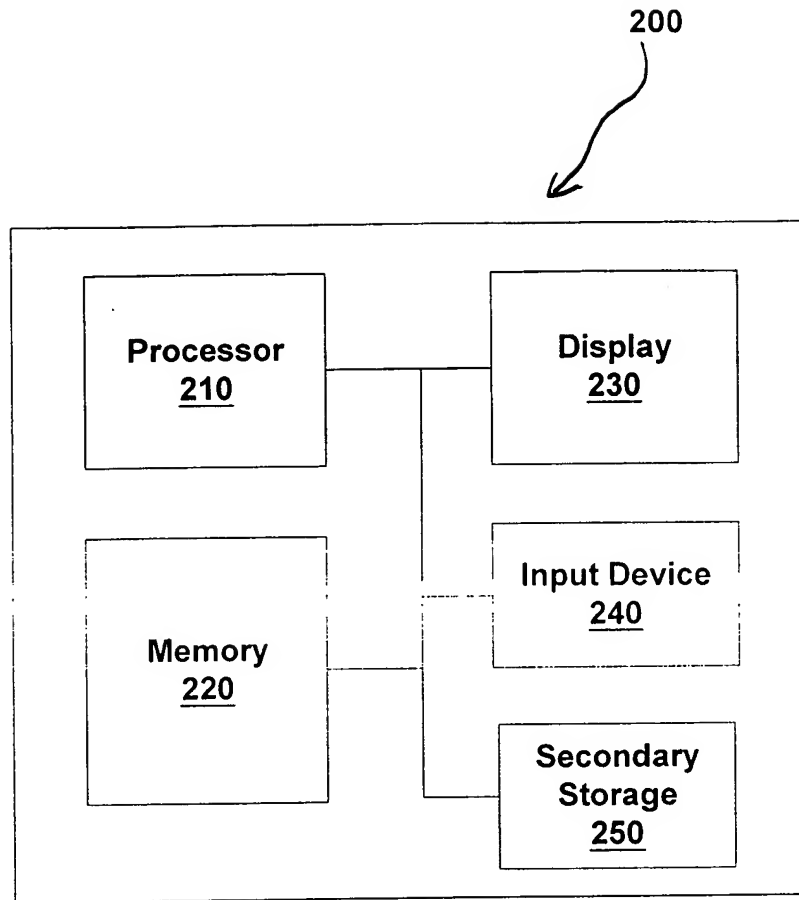 200
Processor
210
Display
230
Memory
220
Input Device
240
Secondary
Storage
250